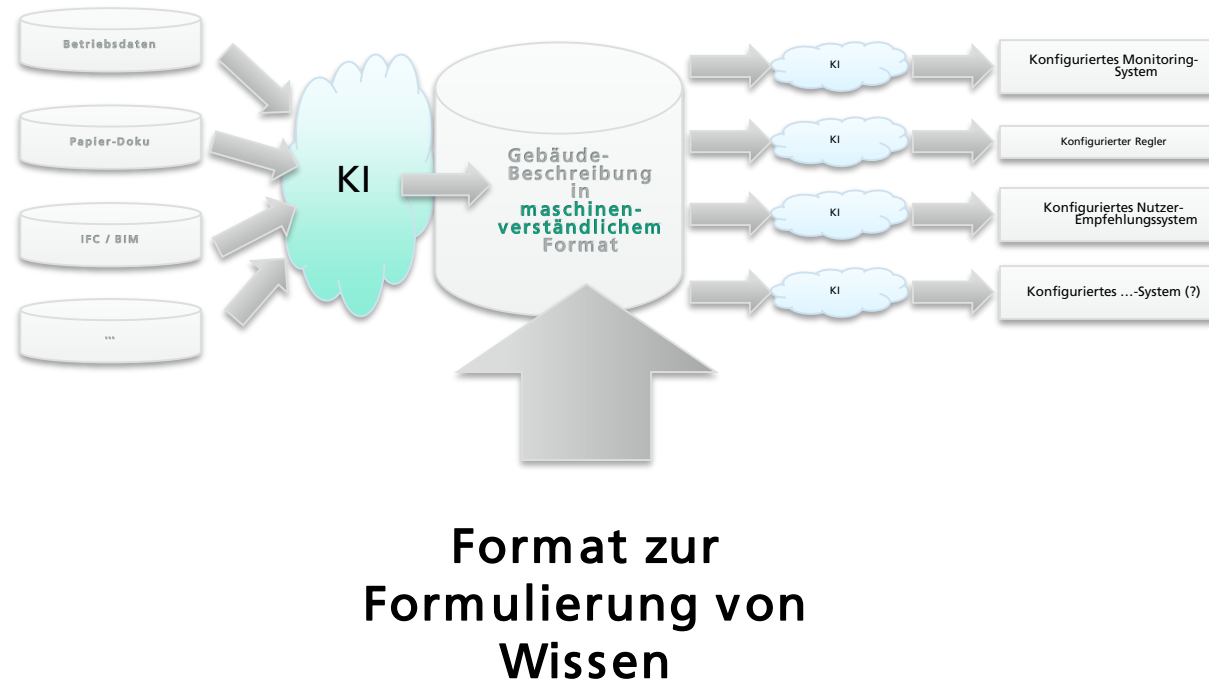 Betriebsdaten
Papier-Doku
IFC / BIM
...
KI
Gebäude-
Beschreibung
in
maschinen-
verständlichem
Format
KI
Konfiguriertes Monitoring-
System
KI
Konfigurierter Regler
KI
Konfiguriertes Nutzer-
Empfehlungssystem
KI
Konfiguriertes ...-System (?)
Format zur
Formulierung von
Wissen